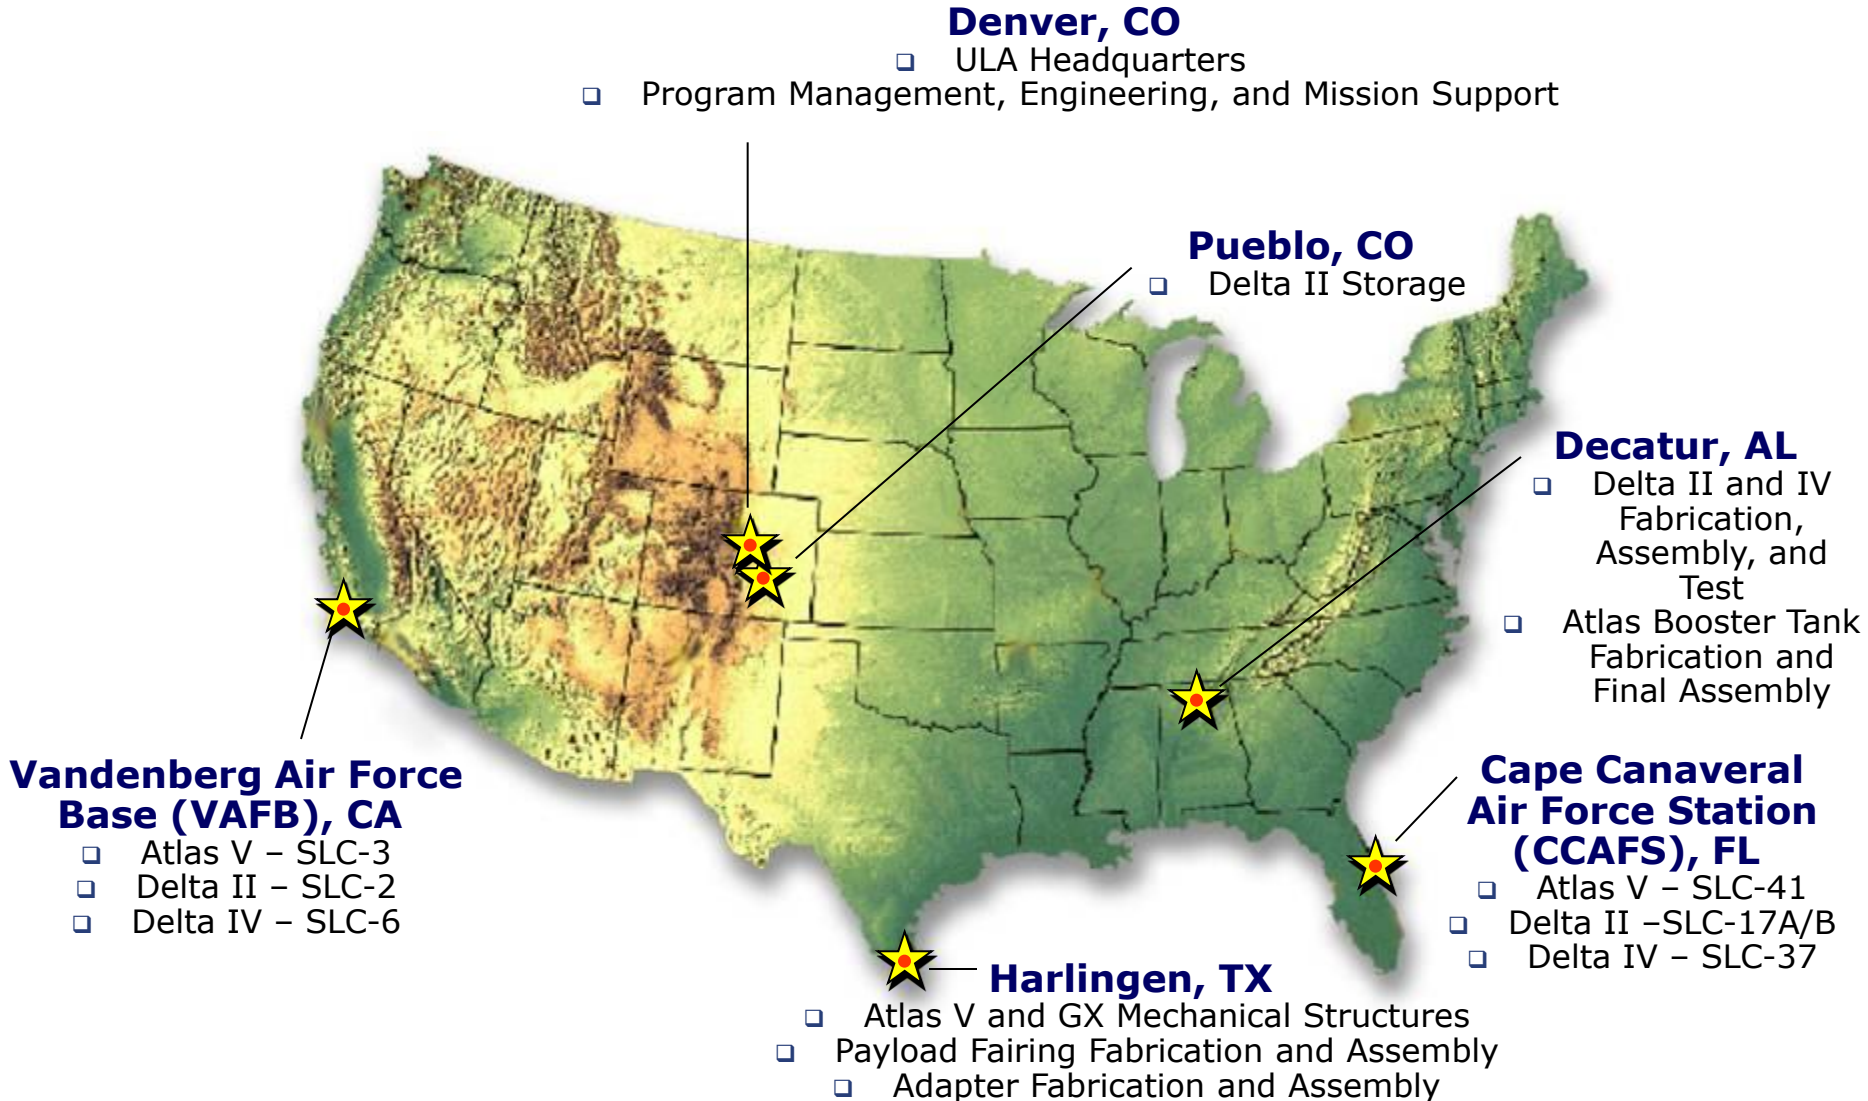 Denver, CO
❑ ULA Headquarters
❑ Program Management, Engineering, and Mission Support
Pueblo, CO
❑ Delta II Storage
Decatur, AL
❑ Delta II and IV
Fabrication,
Assembly, and
Test
❑ Atlas Booster Tank
Fabrication and
Final Assembly
Vandenberg Air Force
Base (VAFB), CA
❑ Atlas V – SLC-3
❑ Delta II – SLC-2
❑ Delta IV – SLC-6
Cape Canaveral
Air Force Station
(CCAFS), FL
❑ Atlas V – SLC-41
❑ Delta II –SLC-17A/B
❑ Delta IV – SLC-37
Harlingen, TX
❑ Atlas V and GX Mechanical Structures
❑ Payload Fairing Fabrication and Assembly
❑ Adapter Fabrication and Assembly